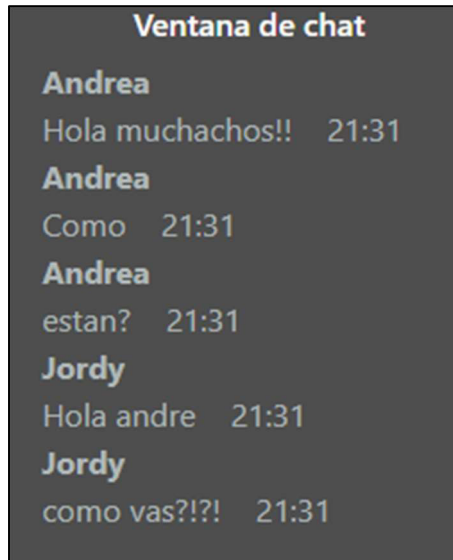 Ventana de chat
Andrea
Hola muchachos!! 21:31
Andrea
Como 21:31
Andrea
estan? 21:31
Jordy
Hola andre 21:31
Jordy
como vas?!?! 21:31